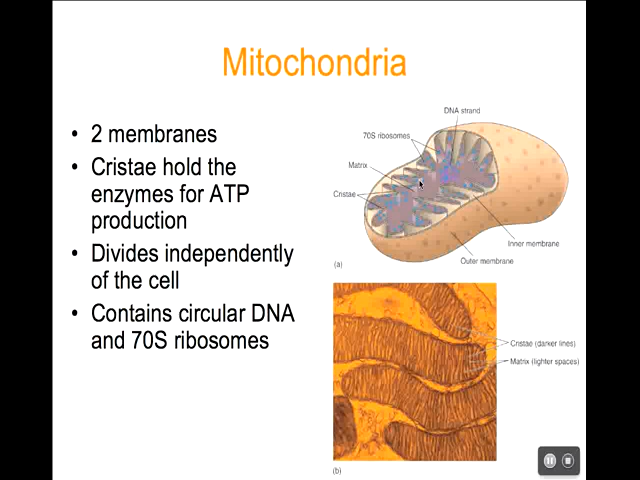 Mitochondria
• 2 membranes
• Cristae hold the
enzymes for ATP
production
• Divides independently
of the cell
• Contains circular DNA
and 70S ribosomes
DNA strand
70S ribosomes
Matrix
Cristae
Inner membrane
Outer membrane
(a)
Cristae (darker lines)
Matrix (lighter spaces)
(b)